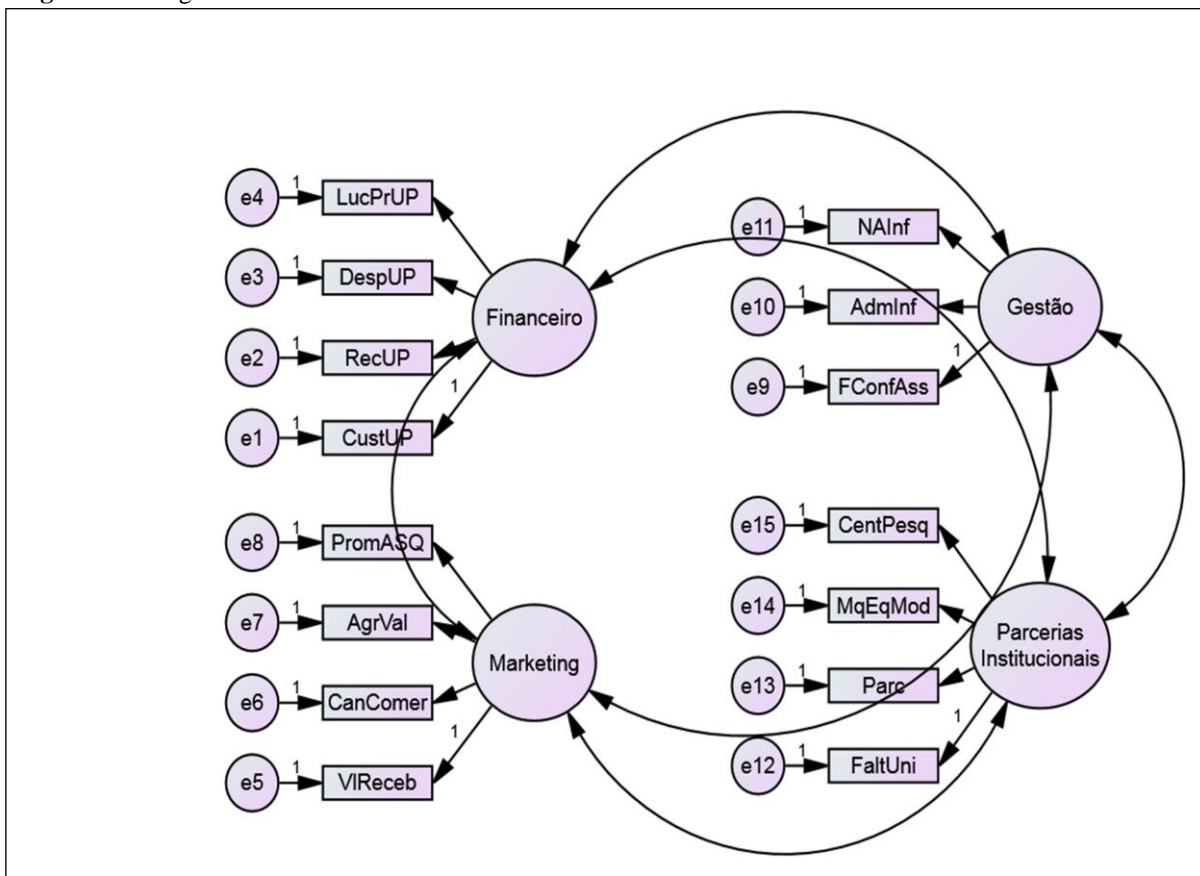 e4
1
LucPrUP
e3
1
DespUP
e2
1
RecUP
e1
1
CustUP
1
Financeiro
e8
1
PromASQ
e7
1
AgrVal
e6
1
CanComer
e5
1
VlReceb
1
Marketing
e11
1
NAInf
e10
1
AdmInf
e9
1
FConfAss
1
Gestão
e15
1
CentPesq
e14
1
MqEqMod
e13
1
Parc
e12
1
FaltUni
1
Parcerias
Institucionais